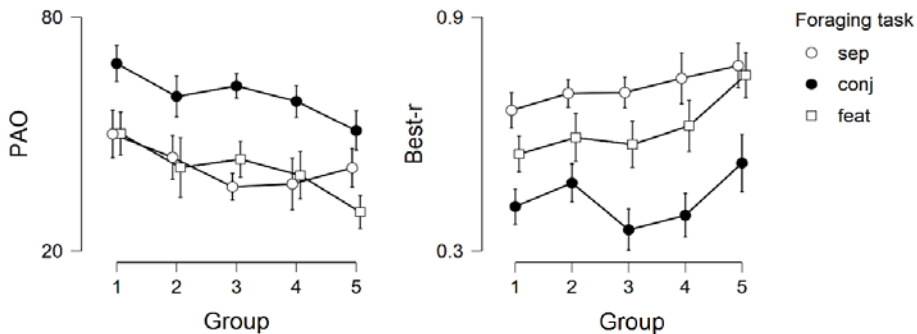 80
PAO
20
1 2 3 4 5
Group
0.9
Best-r
0.3
1 2 3 4 5
Group
Foraging task
sep
conj
feat